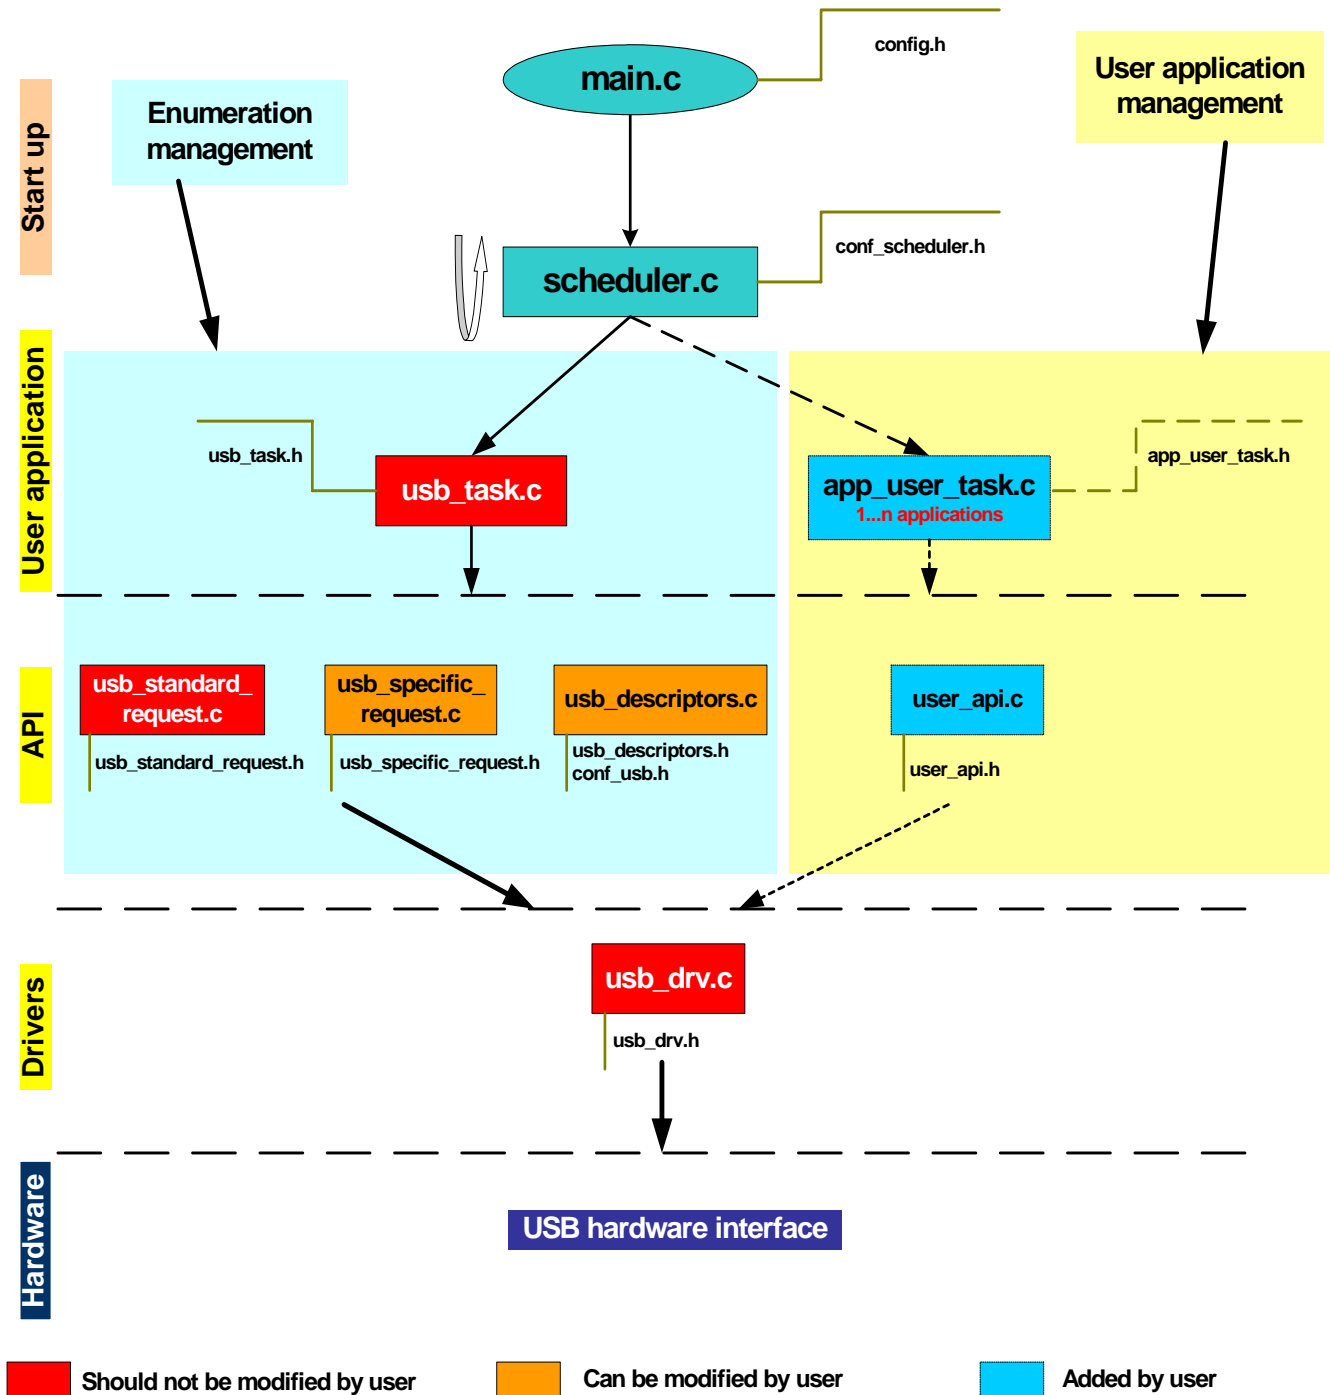 config.h
main.c
User application
management
Enumeration
management
Start up
conf_scheduler.h
scheduler.c
User application
usb_task.h
usb_task.c
app_user_task.h
app_user_task.c
1...n applications
API
usb_standard_
request.c
usb_standard_request.h
usb_specific_
request.c
usb_specific_request.h
usb_descriptors.c
usb_descriptors.h
conf_usb.h
user_api.c
user_api.h
Drivers
usb_drv.c
usb_drv.h
Hardware
USB hardware interface
Should not be modified by user
Can be modified by user
Added by user